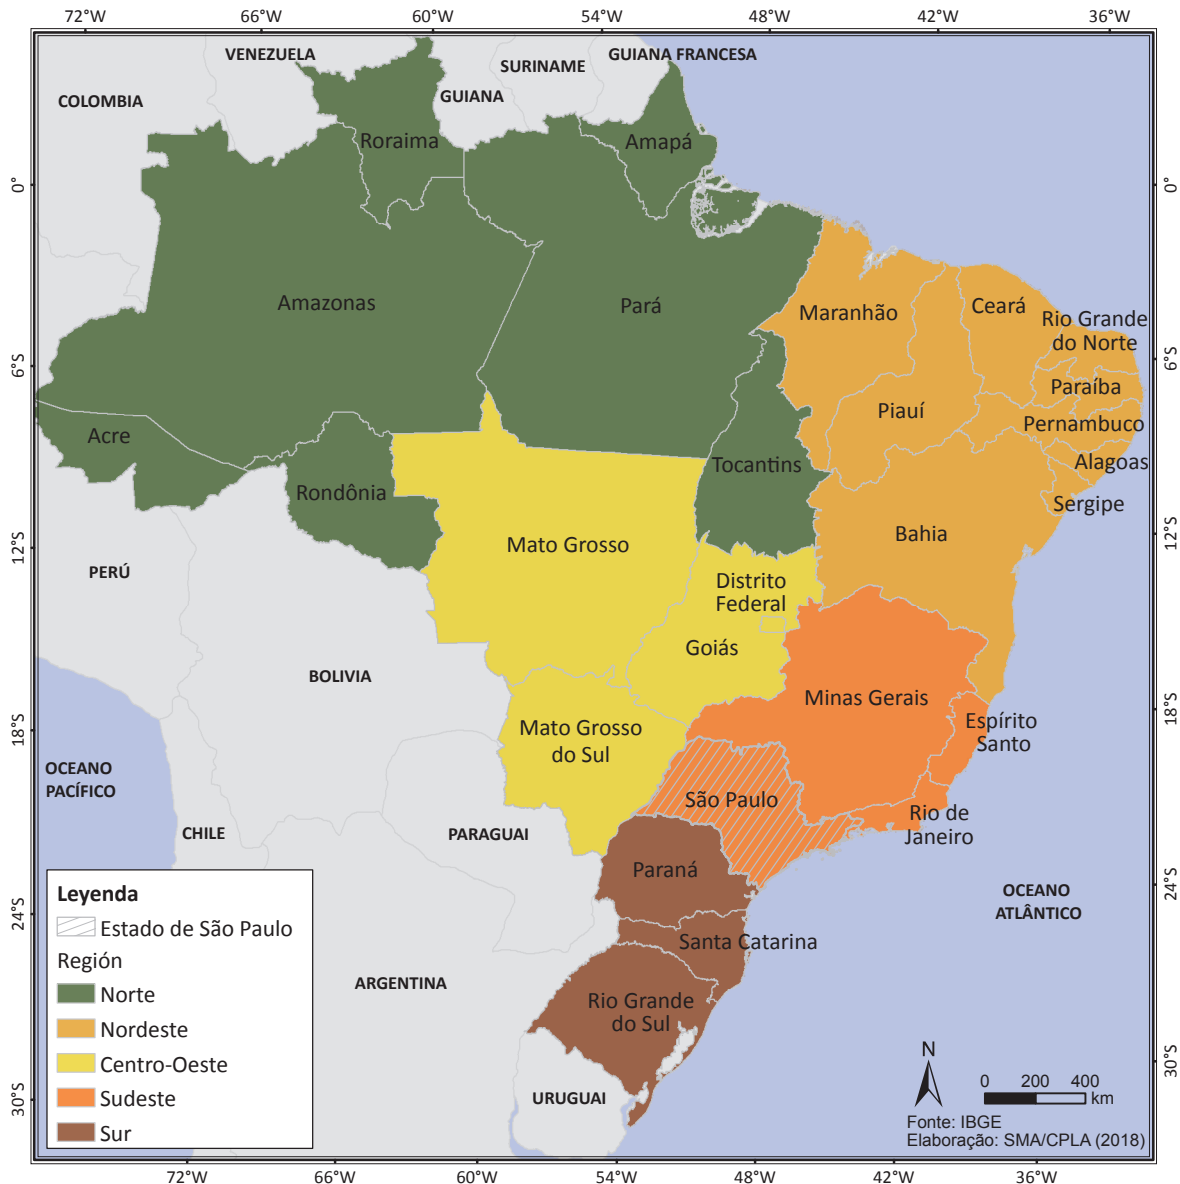 72°W 66°W 60°W 54°W 48°W 42°W 36°W
VENEZUELA
GUIANA FRANCESA
SURINAME
COLOMBIA
GUIANA
Roraima
Amapá
0°
0°
Amazonas
Pará
Maranhão
Ceará
Rio Grande
do Norte
6°S
6°S
Paraíba
Piauí
Pernambuco
Acre
Alagoas
Tocantins
Rondônia
Sergipe
Bahia
12°S
12°S
Mato Grosso
PERÚ
Distrito
Federal
Goiás
BOLIVIA
Minas Gerais
18°S
18°S
Espírito
Santo
Mato Grosso
do Sul
OCEANO
PACÍFICO
São Paulo
Rio de
Janeiro
CHILE
PARAGUAI
Paraná
24°S
24°S
OCEANO
ATLÂNTICO
Santa Catarina
ARGENTINA
Rio Grande
do Sul
URUGUAI
30°S
30°S
Leyenda
Estado de São Paulo
Región
Norte
Nordeste
Centro-Oeste
Sudeste
Sur
N
0 200 400
km
Fonte: IBGE
Elaboração: SMA/CPLA (2018)
72°W 66°W 60°W 54°W 48°W 42°W 36°W